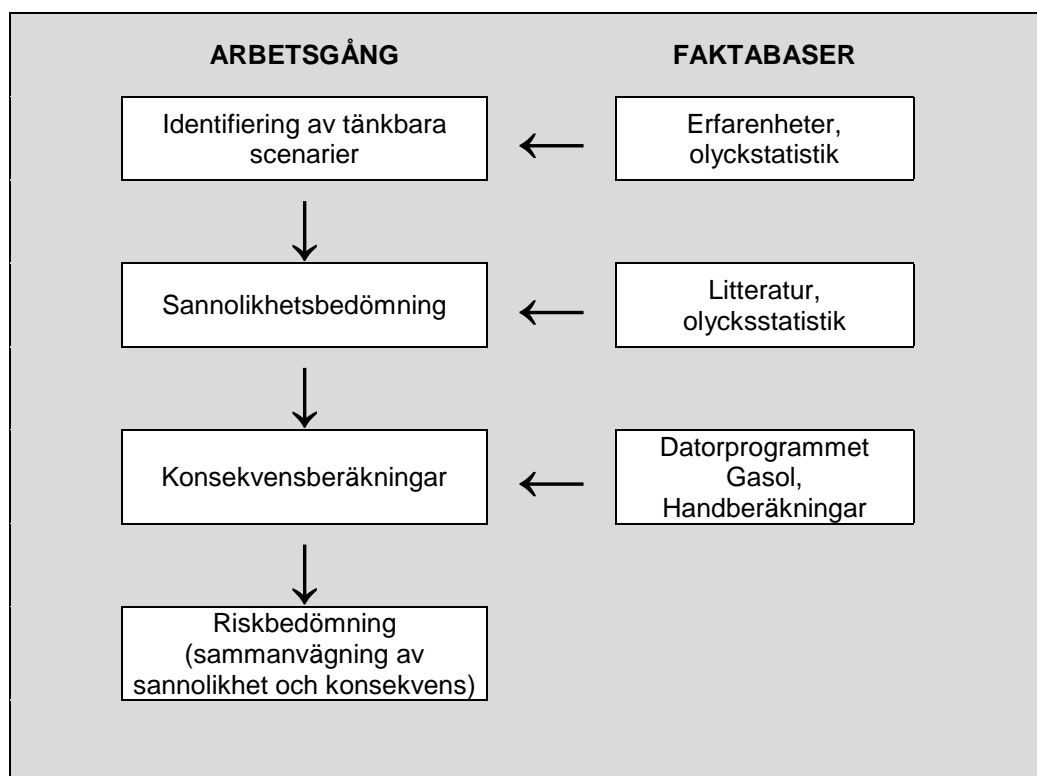 ARBETSGÅNG
FAKTABASER
Identifiering av tänkbara
scenarier
Erfarenheter,
olyckstatistik
Sannolikhetsbedömning
Litteratur,
olycksstatistik
Konsekvensberäkningar
Datorprogrammet
Gasol,
Handberäkningar
Riskbedömning
(sammanvägning av
sannolikhet och konsekvens)